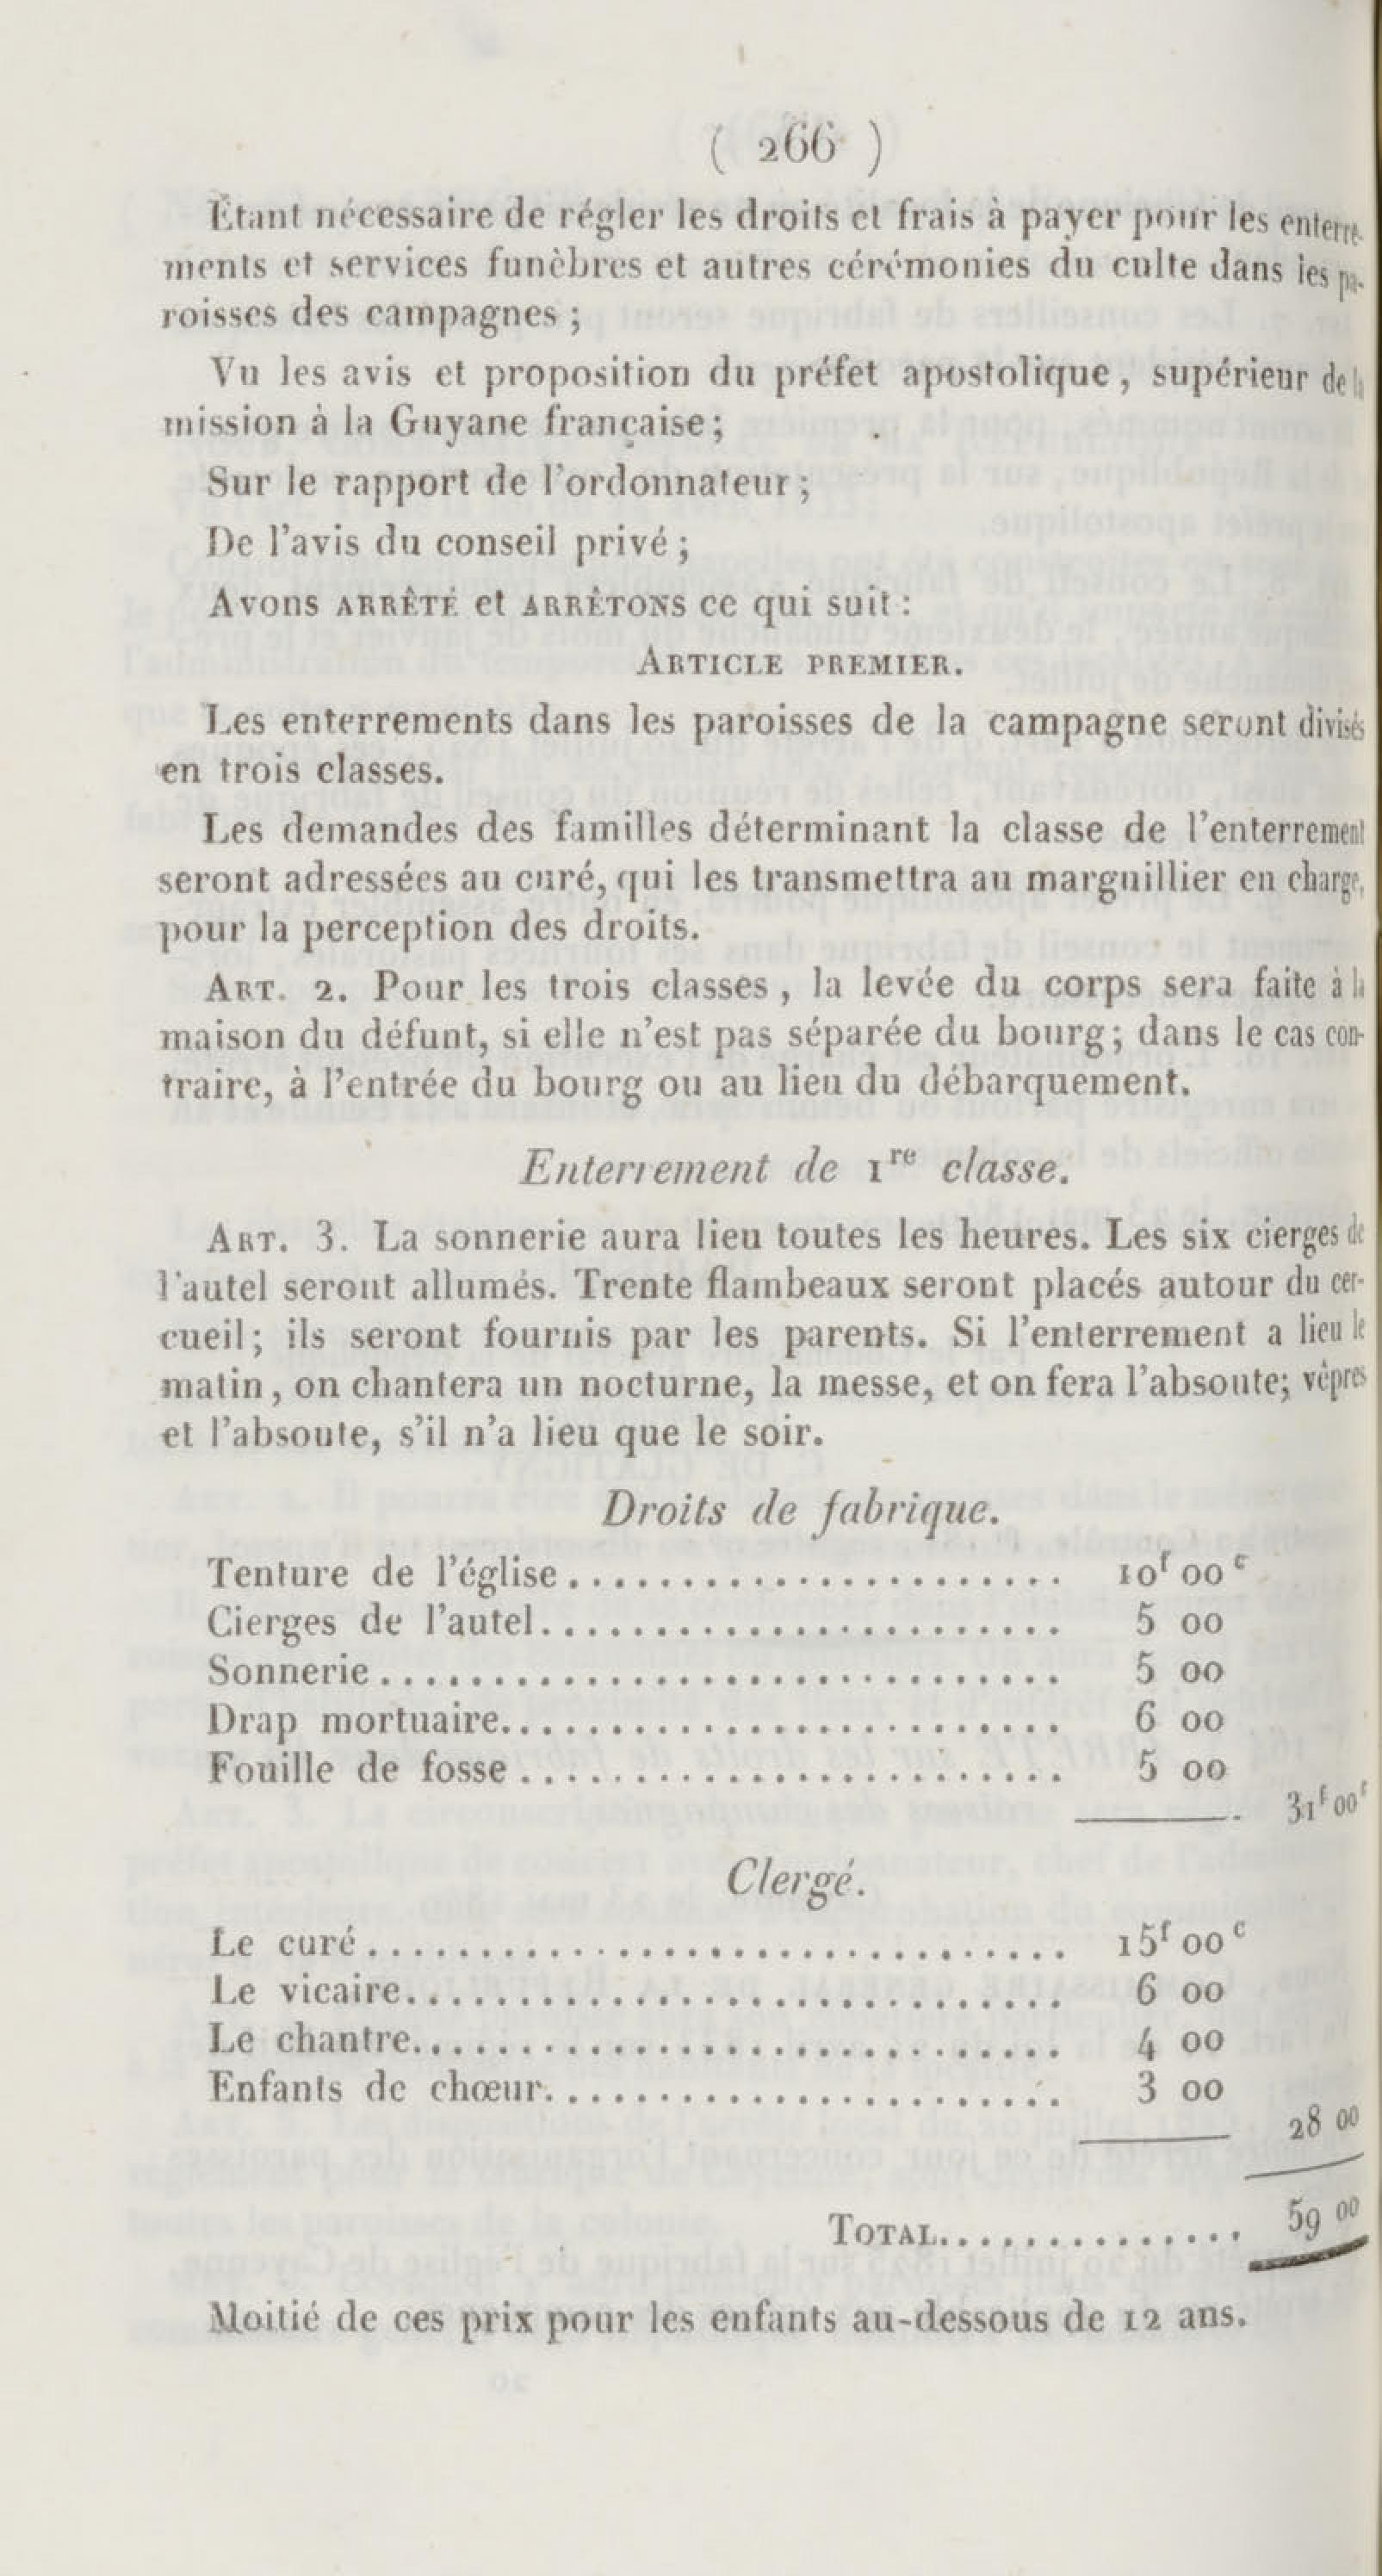 ( 266 )
Étant nécessaire de régler les droits et frais à payer pour les enterre-
ments et services funèbres et autres cérémonies du culte dans les pa-
roisses des campagnes ;
Vu les avis et proposition du préfet apostolique, supérieur de la
mission à la Guyane française;
Sur le rapport de l'ordonnateur ;
De l'avis du conseil privé ;
Avons ARRÊTÉ et ARRÊTONS ce qui suit :
ARTICLE PREMIER.
Les enterrements dans les paroisses de la campagne seront divisés
en trois classes.
Les demandes des familles déterminant la classe de l'enterrement
seront adressées au curé, qui les transmettra au marguillier en charge,
pour la perception des droits.
ART. 2. Pour les trois classes, la levée du corps sera faite à la
maison du défunt, si elle n'est pas séparée du bourg; dans le cas con-
traire, à l'entrée du bourg ou au lieu du débarquement.
Enterrement de 1re classe.
ART. 3. La sonnerie aura lieu toutes les heures. Les six cierges de
l'autel seront allumés. Trente flambeaux seront placés autour du cer-
cueil; ils seront fournis par les parents. Si l'enterrement a lieu le
matin, on chantera un nocturne, la messe, et on fera l'absoute; vêpres
et l'absoute, s'il n'a lieu que le soir.
Droits de fabrique.
Tenture de l'église........................... 10f 00c
Cierges de l'autel............................ 5 00
Sonnerie...................................... 5 00
Drap mortuaire................................ 6 00
Fouille de fosse.............................. 5 00
31f 00c
Clergé.
Le curé....................................... 15f 00c
Le vicaire.................................... 6 00
Le chantre.................................... 4 00
Enfants de chœur.............................. 3 00
28 00
TOTAL............... 59 00
Moitié de ces prix pour les enfants au-dessous de 12 ans.